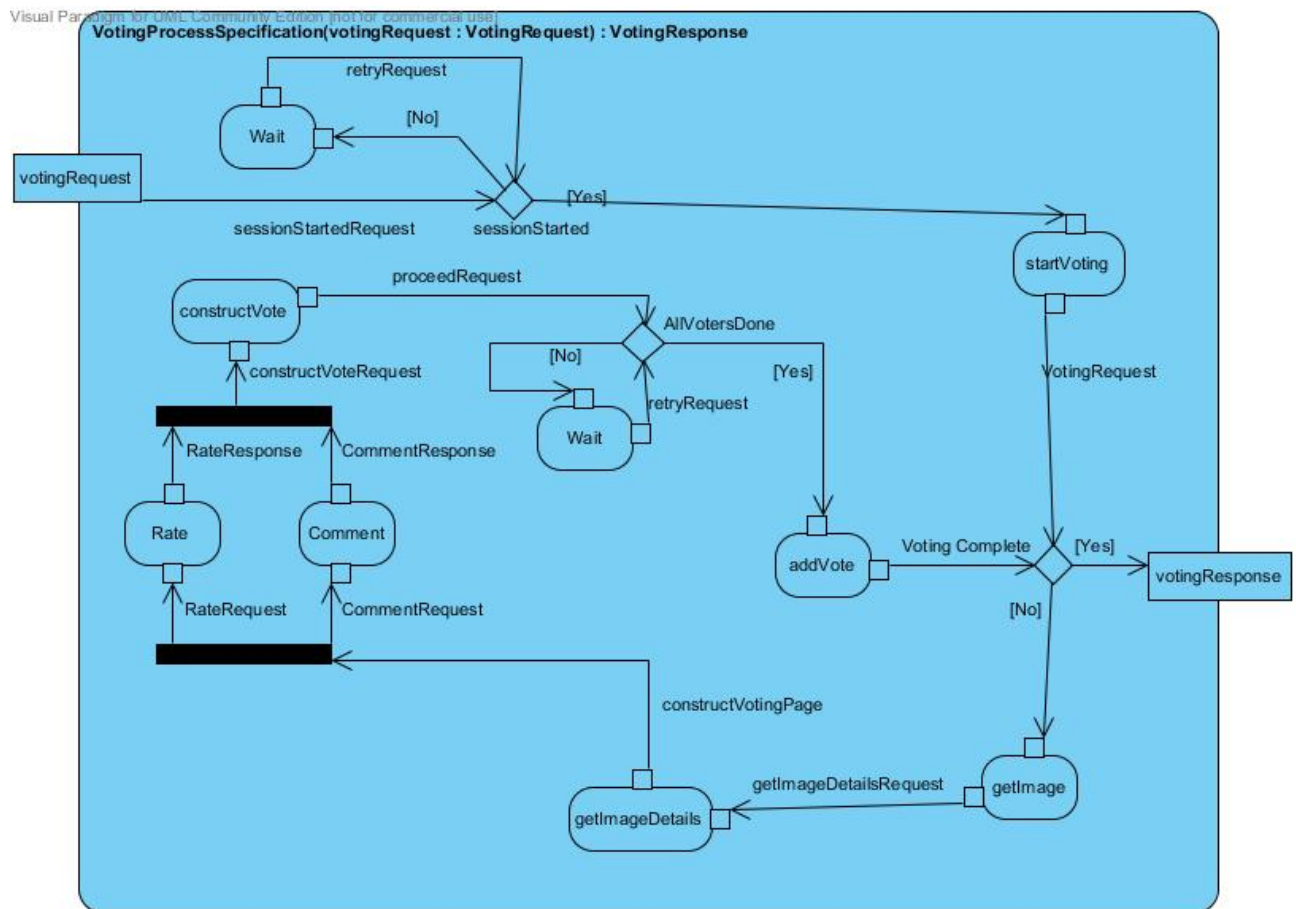 Visual Paradigm for UML Community Edition [not for commercial use]
VotingProcessSpecification(votingRequest : VotingRequest) : VotingResponse
retryRequest
[No]
Wait
votingRequest
[Yes]
sessionStartedRequest
sessionStarted
startVoting
proceedRequest
constructVote
AllVotersDone
[No]
[Yes]
constructVoteRequest
VotingRequest
retryRequest
Wait
RateResponse
CommentResponse
Rate
Comment
Voting Complete
[Yes]
addVote
votingResponse
RateRequest
CommentRequest
[No]
constructVotingPage
getImageDetailsRequest
getImage
getImageDetails